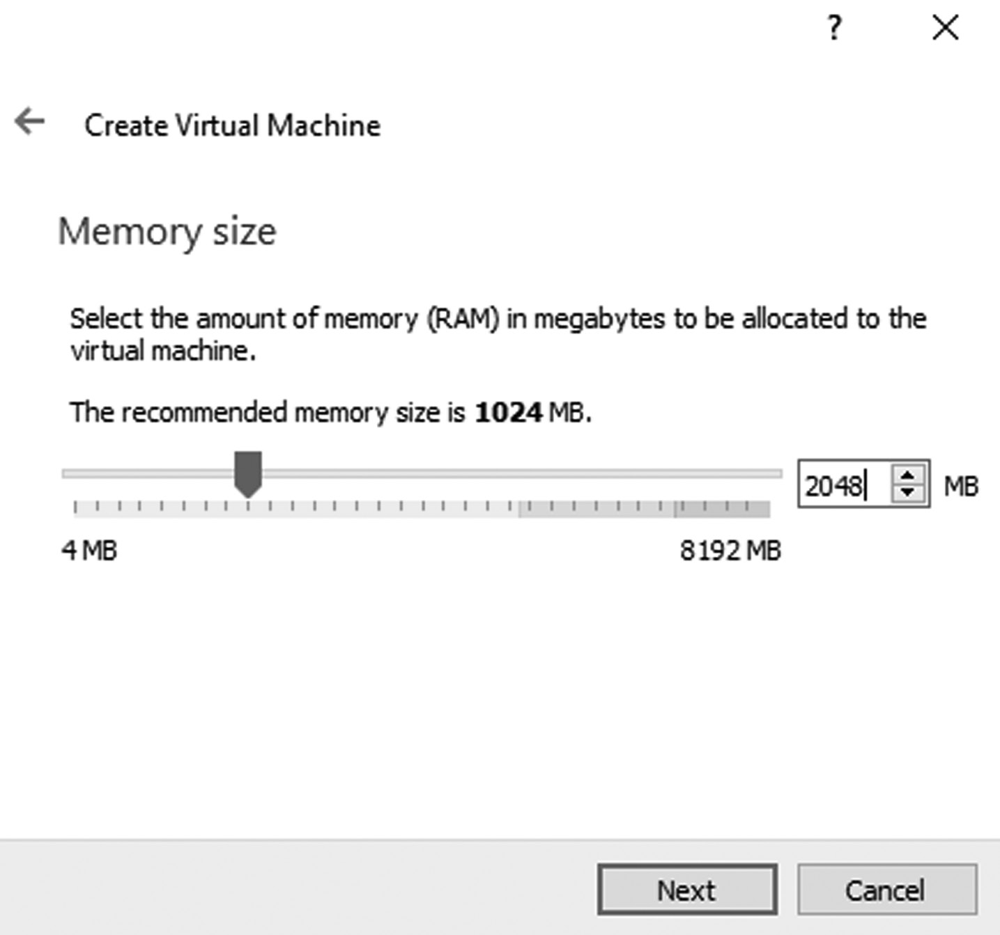 ?
Create Virtual Machine
Memory size
Select the amount of memory (RAM) in megabytes to be allocated to the
virtual machine.
The recommended memory size is 1024 MB.
2048 MB
4 MB 8192 MB
Next Cancel